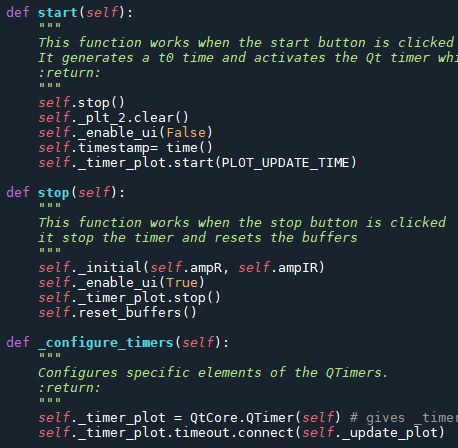 def start(self):
"""
This function works when the start button is clicked
It generates a t0 time and activates the Qt timer
:return:
"""
self.stop()
self._plt_2.clear()
self._enable_ui(False)
self.timestamp= time()
self._timer_plot.start(PLOT_UPDATE_TIME)
def stop(self):
"""
This function works when the stop button is clicked
it stop the timer and resets the buffers
"""
self._initial(self.ampR, self.ampIR)
self._enable_ui(True)
self._timer_plot.stop()
self.reset_buffers()
def _configure_timers(self):
"""
Configures specific elements of the QTimers.
:return:
"""
self._timer_plot = QtCore.QTimer(self) # gives
self._timer_plot.timeout.connect(self._update_plot)